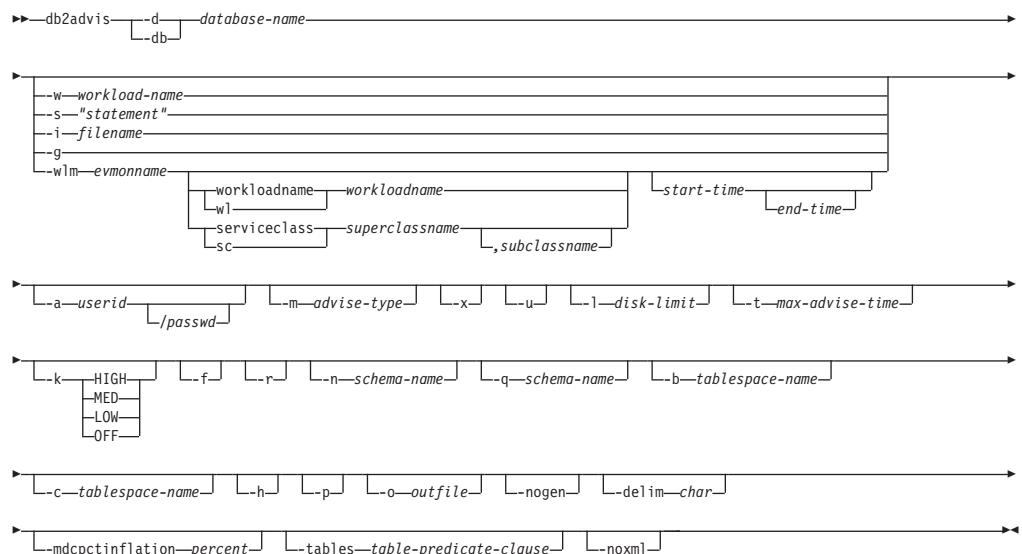 db2advis -d database-name
-db
-w workload-name
-s "statement"
-i filename
-g
-wlm evmonname
workloadname workloadname start-time
wl end-time
serviceclass superclassname
sc ,subclassname
-a userid -m advise-type -x -u -l disk-limit -t max-advise-time
/passwd
-k HIGH -f -r -n schema-name -q schema-name -b tablespace-name
MED
LOW
OFF
-c tablespace-name -h -p -o outfile -nogen -delim char
-mdcpctinflation percent -tables table-predicate-clause -noxml